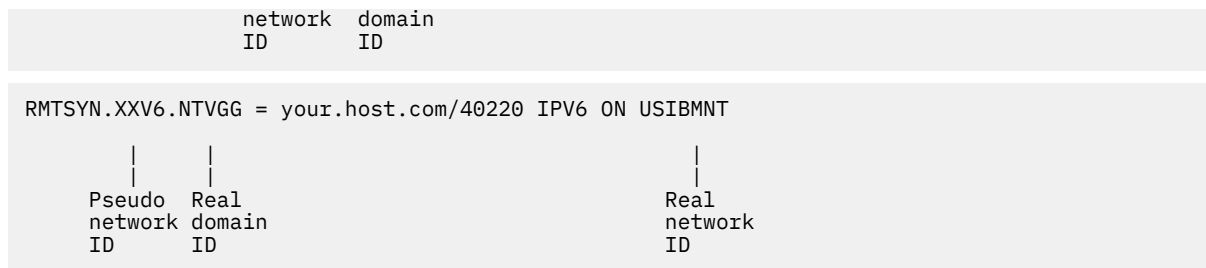 network domain
ID ID
RMTSYN.XXV6.NTVGG = your.host.com/40220 IPV6 ON USIBMNT
| | |
| | |
Pseudo Real Real
network domain network
ID ID ID